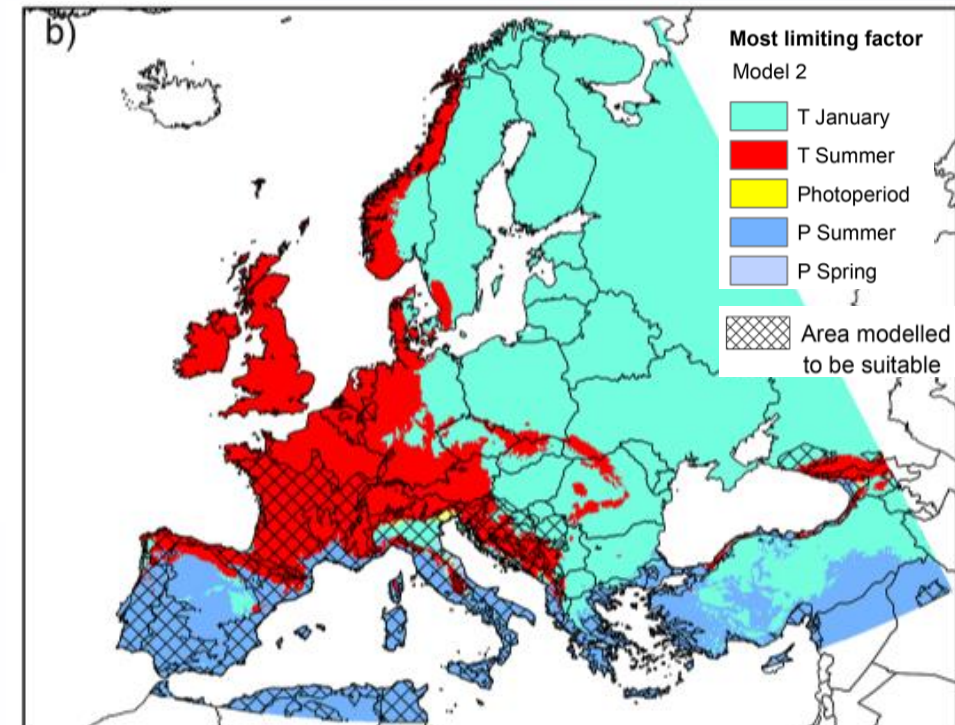 b)
Most limiting factor
Model 2
T January
T Summer
Photoperiod
P Summer
P Spring
Area modelled
to be suitable